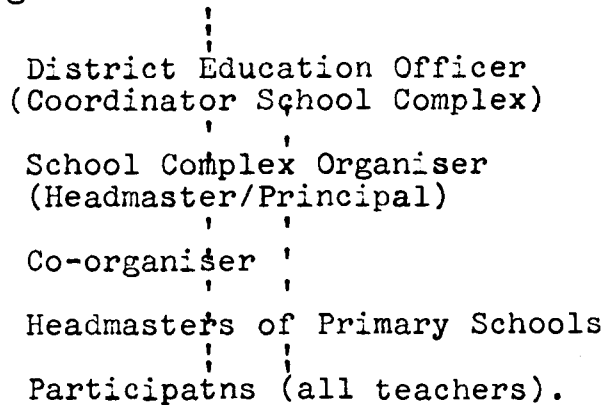 District Education Officer
(Coordinator School Complex)
School Complex Organiser
(Headmaster/Principal)
Co-organiser
Headmasters of Primary Schools
Participatns (all teachers).